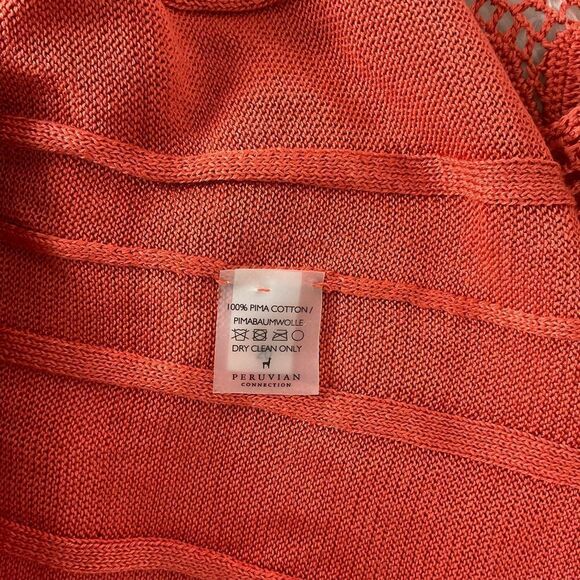 100% PIMA COTTON /
PIMABAUMWOLLE
DRY CLEAN ONLY
PERUVIAN
CONNECTION